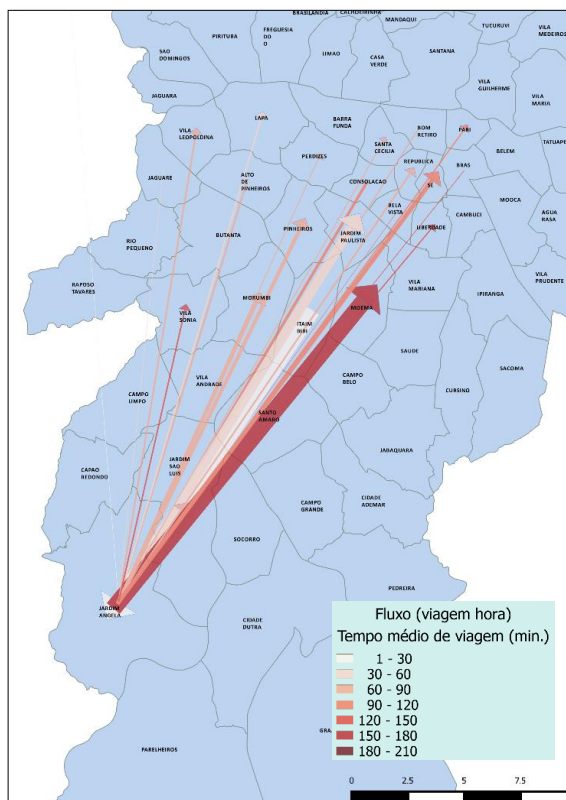 BRASILANDIA
CACHOEIRINHA
MANDAQUI
TUCURUVI
VILA
MEDEIROS
PIRITUBA
FREGUESIA
DO
O
SAO
DOMINGOS
LIMAO
CASA
VERDE
SANTANA
VILA
GUILHERME
JAGUARA
VILA
MARIA
LAPA
VILA
LEOPOLDINA
BARRA
FUNDA
BOM
RETIRO
PARI
SANTA
CECILIA
TATUAPE
PERDIZES
REPUBLICA
BRAS
BELEM
JAGUARE
ALTO
DE
PINHEIROS
CONSOLACAO
SE
MOOCA
BELA
VISTA
CAMBUCI
AGUA
RASA
PINHEIROS
JARDIM
PAULISTA
LIBERDADE
BUTANTA
RIO
PEQUENO
VILA
PRUDENTE
RAPOSO
TAVARES
VILA
MARIANA
IPIRANGA
MORUMBI
MOEMA
VILA
SONIA
ITAIM
BIBI
SAUDE
SACOMA
VILA
ANDRADE
CAMPO
BELO
CURSINO
CAMPO
LIMPO
SANTO
AMARO
JABAQUARA
CAPAO
REDONDO
JARDIM
SAO
LUIS
CAMPO
GRANDE
CIDADE
ADEMAR
SOCORRO
PEDREIRA
JARDIM
ANGELA
CIDADE
DUTRA
GRA
PARELHEIROS
Fluxo (viagem hora)
Tempo médio de viagem (min.)
1 - 30
30 - 60
60 - 90
90 - 120
120 - 150
150 - 180
180 - 210
0 2.5 5 7.5